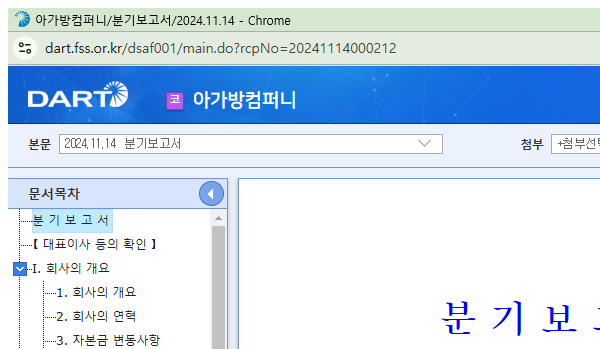 아가방컴퍼니/분기보고서/2024.11.14 - Chrome
dart.fss.or.kr/dsaf001/main.do?rcpNo=20241114000212
DART 코 아가방컴퍼니
본문 2024.11.14 분기보고서 첨부 +첨부선택
문서목차
분 기 보 고 서
【 대표이사 등의 확인 】
I. 회사의 개요
1. 회사의 개요
2. 회사의 연혁
3. 자본금 변동사항
분 기 보